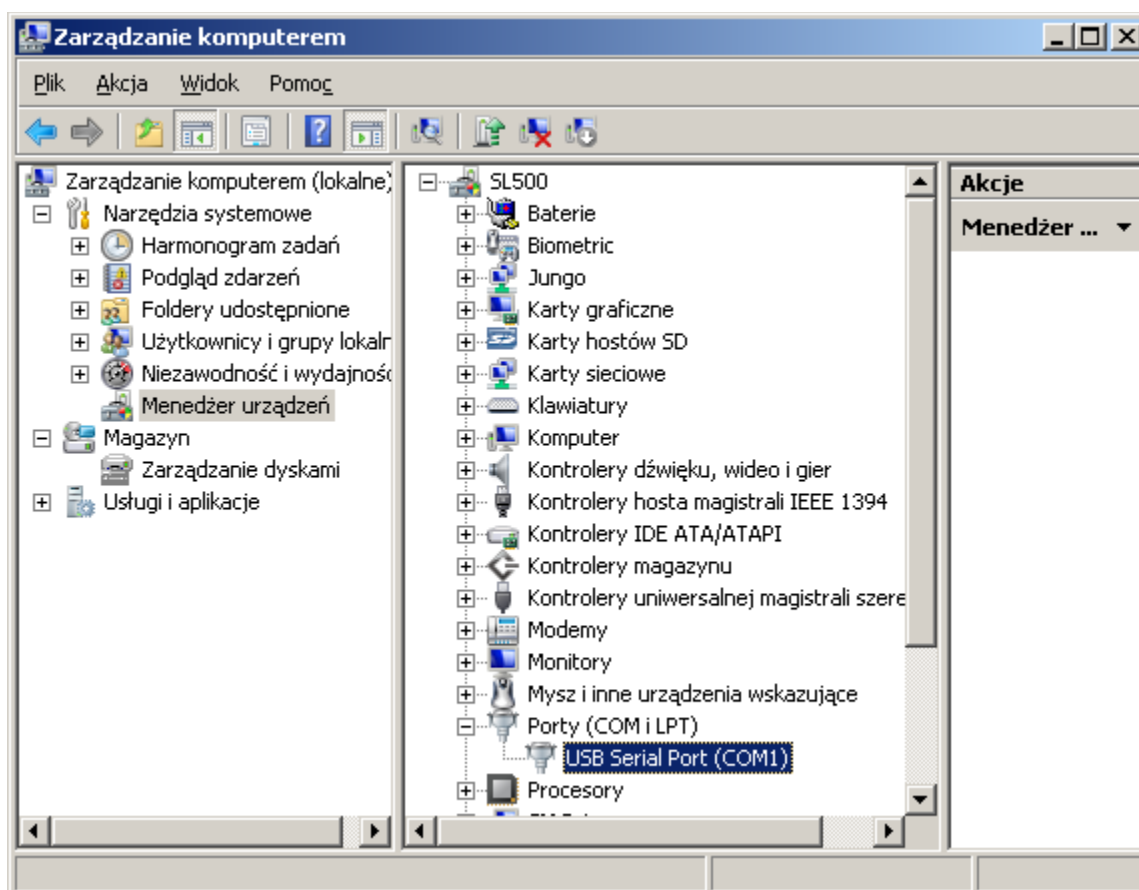 Zarządzanie komputerem
Plik Akcja Widok Pomoc
Zarządzanie komputerem (lokalne)
Narzędzia systemowe
Harmonogram zadań
Podgląd zdarzeń
Foldery udostępnione
Użytkownicy i grupy lokaln
Niezawodność i wydajność
Menedżer urządzeń
Magazyn
Zarządzanie dyskami
Usługi i aplikacje
SL500
Baterie
Biometric
Jungo
Karty graficzne
Karty hostów SD
Karty sieciowe
Klawiatury
Komputer
Kontrolery dźwięku, wideo i gier
Kontrolery hosta magistrali IEEE 1394
Kontrolery IDE ATA/ATAPI
Kontrolery magazynu
Kontrolery uniwersalnej magistrali szere
Modemy
Monitory
Mysz i inne urządzenia wskazujące
Porty (COM i LPT)
USB Serial Port (COM1)
Procesory
Akcje
Menedżer ...